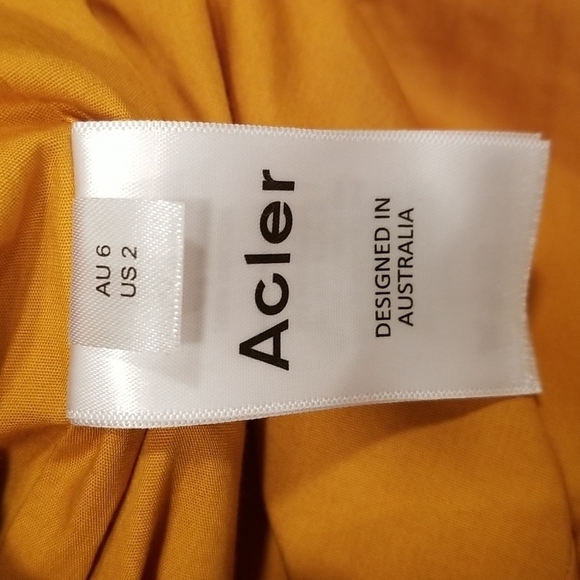 AU 6
US 2
Acler
DESIGNED IN
AUSTRALIA